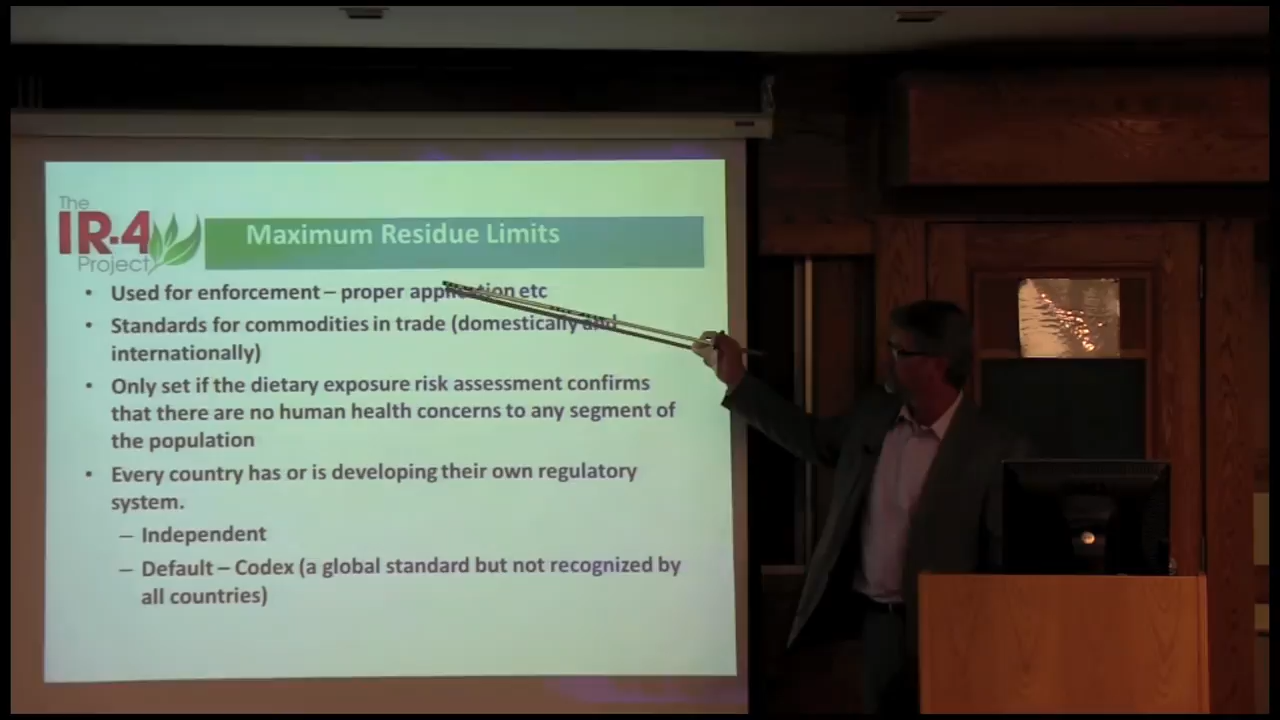 The
IR-4
Project
Maximum Residue Limits
• Used for enforcement – proper application etc
• Standards for commodities in trade (domestically and
internationally)
• Only set if the dietary exposure risk assessment confirms
that there are no human health concerns to any segment of
the population
• Every country has or is developing their own regulatory
system.
– Independent
– Default – Codex (a global standard but not recognized by
all countries)